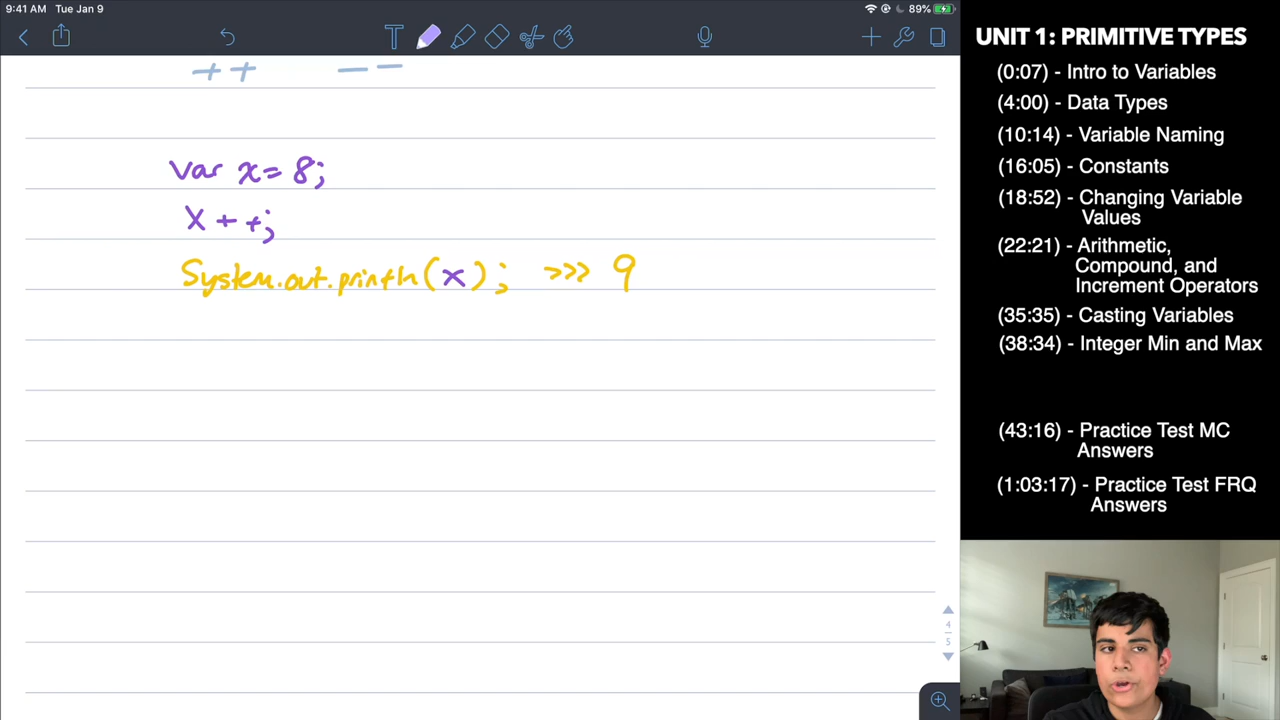 9:41 AM Tue Jan 9
89%
T
++ --
var x = 8;
X++;
System.out.println(x); >>> 9
4
5
UNIT 1: PRIMITIVE TYPES
(0:07) - Intro to Variables
(4:00) - Data Types
(10:14) - Variable Naming
(16:05) - Constants
(18:52) - Changing Variable
Values
(22:21) - Arithmetic,
Compound, and
Increment Operators
(35:35) - Casting Variables
(38:34) - Integer Min and Max
(43:16) - Practice Test MC
Answers
(1:03:17) - Practice Test FRQ
Answers